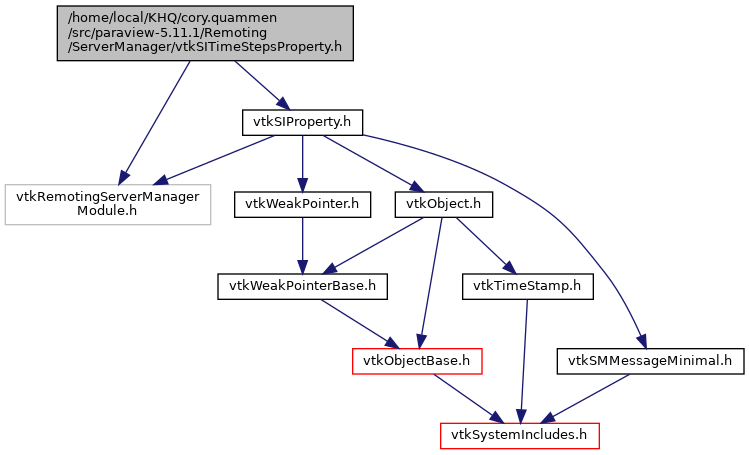 /home/local/KHQ/cory.quammen
/src/paraview-5.11.1/Remoting
/ServerManager/vtkSITimeStepsProperty.h
vtkSIProperty.h
vtkRemotingServerManager
Module.h
vtkWeakPointer.h
vtkObject.h
vtkWeakPointerBase.h
vtkTimeStamp.h
vtkObjectBase.h
vtkSMMessageMinimal.h
vtkSystemIncludes.h